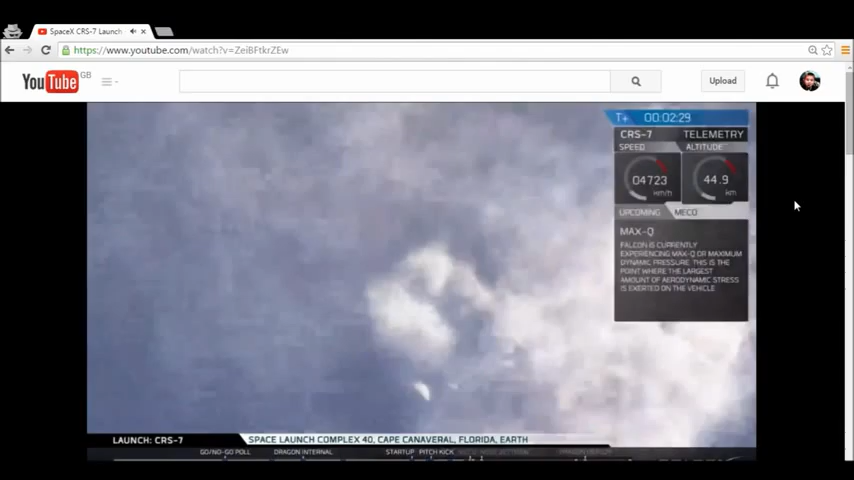 SpaceX CRS-7 Launch
https://www.youtube.com/watch?v=ZeiBFtkrZEw
YouTube GB
Upload
T+ 00:02:29
CRS-7 TELEMETRY
SPEED ALTITUDE
04723 44.9
km/h km
UPCOMING MECO
MAX-Q
FALCON IS CURRENTLY
EXPERIENCING MAX-Q OR MAXIMUM
DYNAMIC PRESSURE. THIS IS THE
POINT WHERE THE LARGEST
AMOUNT OF AERODYNAMIC STRESS
IS EXERTED ON THE VEHICLE
LAUNCH: CRS-7 SPACE LAUNCH COMPLEX 40, CAPE CANAVERAL, FLORIDA, EARTH
GO/NO-GO POLL DRAGON INTERNAL STARTUP PITCH KICK